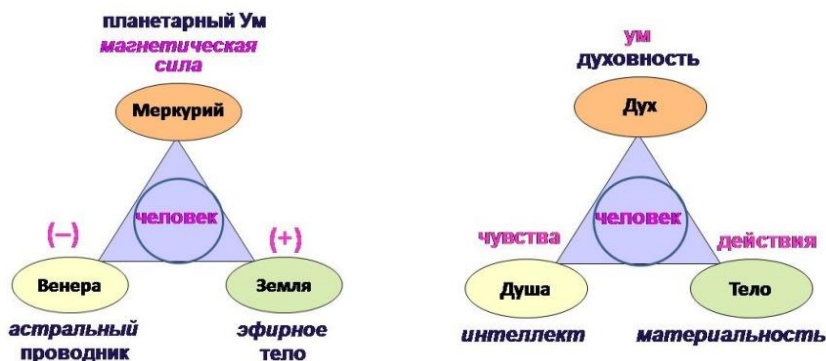 планетарный Ум
магнетическая
сила
Меркурий
человек
(–)
(+)
Венера
Земля
астральный
проводник
эфирное
тело
ум
духовность
Дух
человек
чувства
действия
Душа
Тело
интеллект
материальность